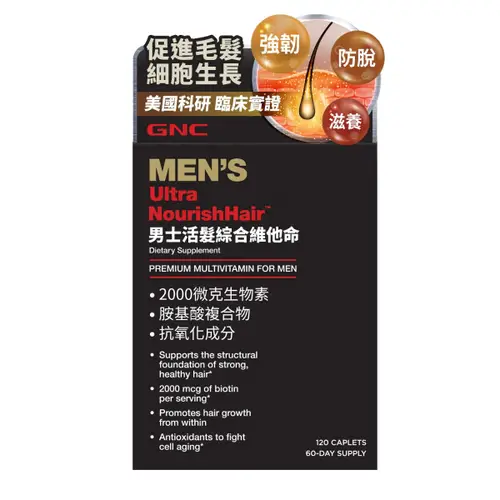 促進毛髮
細胞生長
強韌
防脫
滋養
美國科研 臨床實證
GNC
MEN'S
Ultra
NourishHair™
男士活髮綜合維他命
Dietary Supplement
PREMIUM MULTIVITAMIN FOR MEN
• 2000微克生物素
• 胺基酸複合物
• 抗氧化成分
• Supports the structural
foundation of strong,
healthy hair*
• 2000 mcg of biotin
per serving*
• Promotes hair growth
from within
• Antioxidants to fight
cell aging*
120 CAPLETS
60-DAY SUPPLY